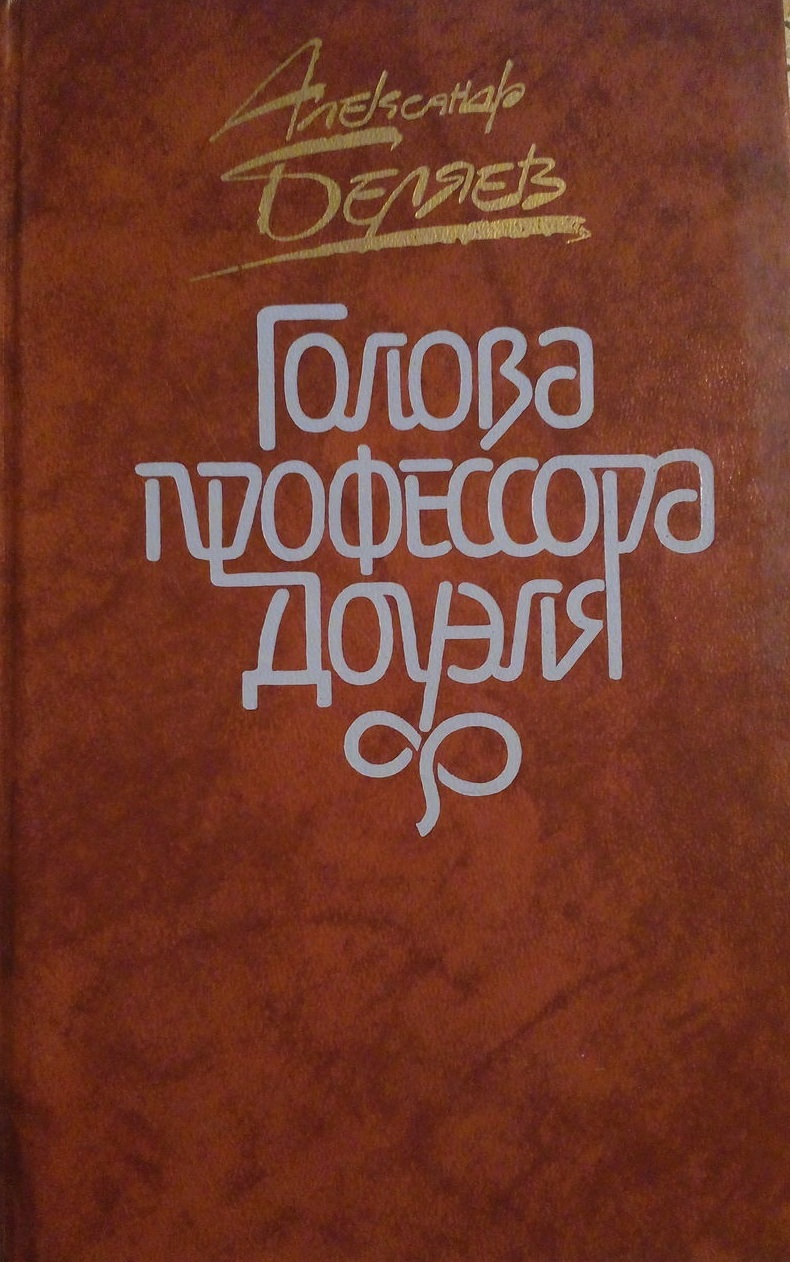 Александр
Беляев
Голова
профессора
Доуэля